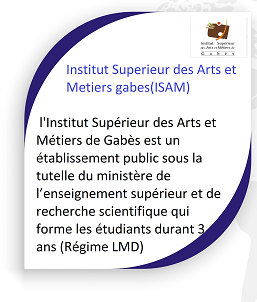 Institut Supérieur
des Arts et Métiers de
Gabès
Institut Superieur des Arts et
Metiers gabes(ISAM)
l'Institut Supérieur des Arts et
Métiers de Gabès est un
établissement public sous la
tutelle du ministère de
l'enseignement supérieur et de
recherche scientifique qui
forme les étudiants durant 3
ans (Régime LMD)